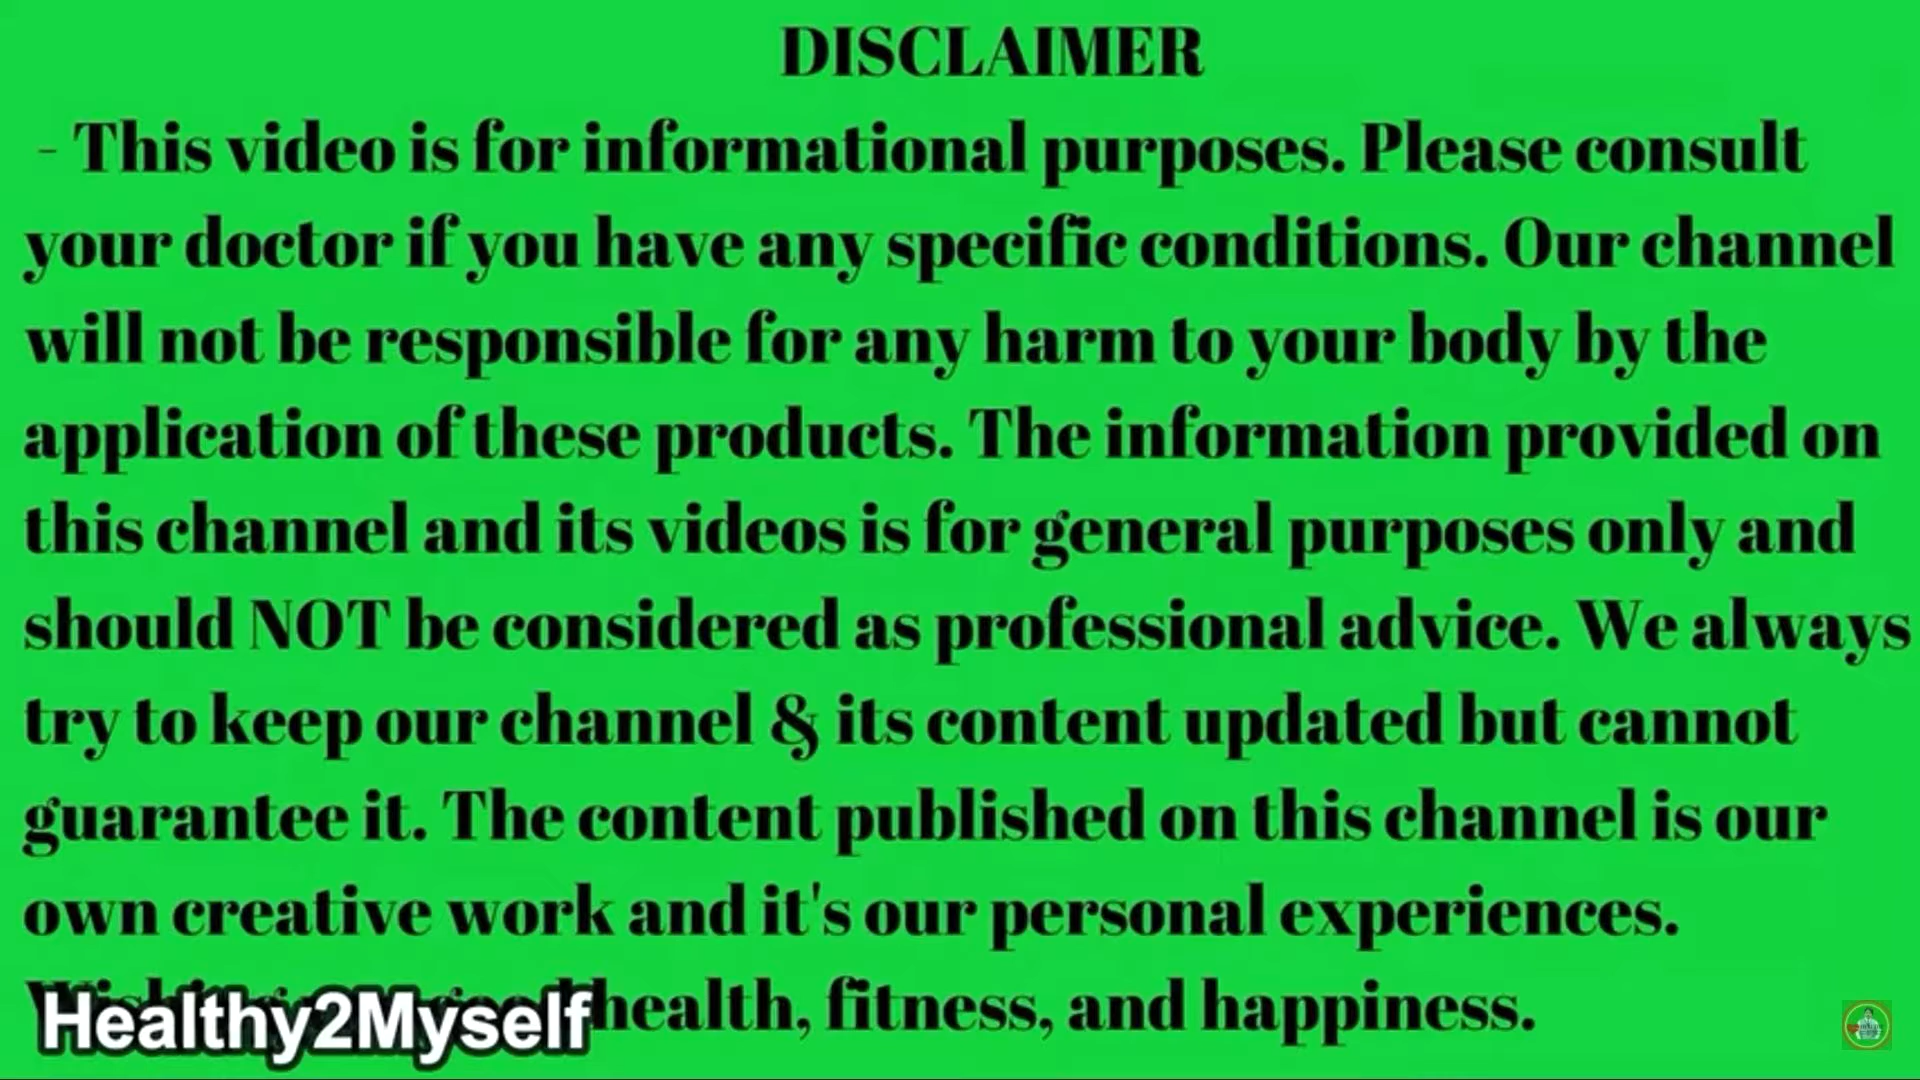 DISCLAIMER
- This video is for informational purposes. Please consult
your doctor if you have any specific conditions. Our channel
will not be responsible for any harm to your body by the
application of these products. The information provided on
this channel and its videos is for general purposes only and
should NOT be considered as professional advice. We always
try to keep our channel & its content updated but cannot
guarantee it. The content published on this channel is our
own creative work and it's our personal experiences.
health, fitness, and happiness.
Healthy2Myself